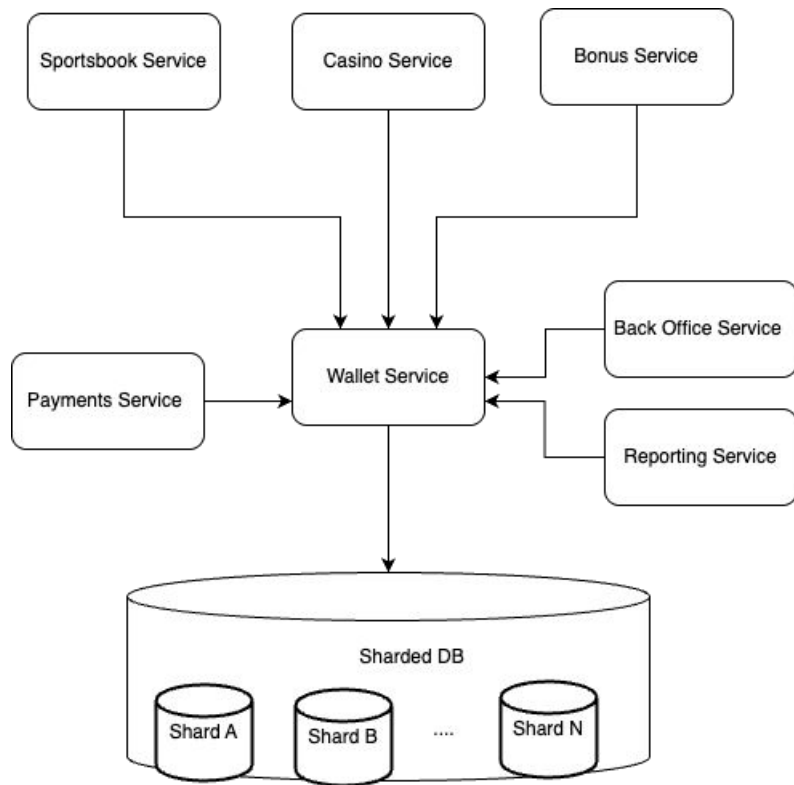 Sportsbook Service
Casino Service
Bonus Service
Back Office Service
Wallet Service
Payments Service
Reporting Service
Sharded DB
Shard A
Shard B
....
Shard N